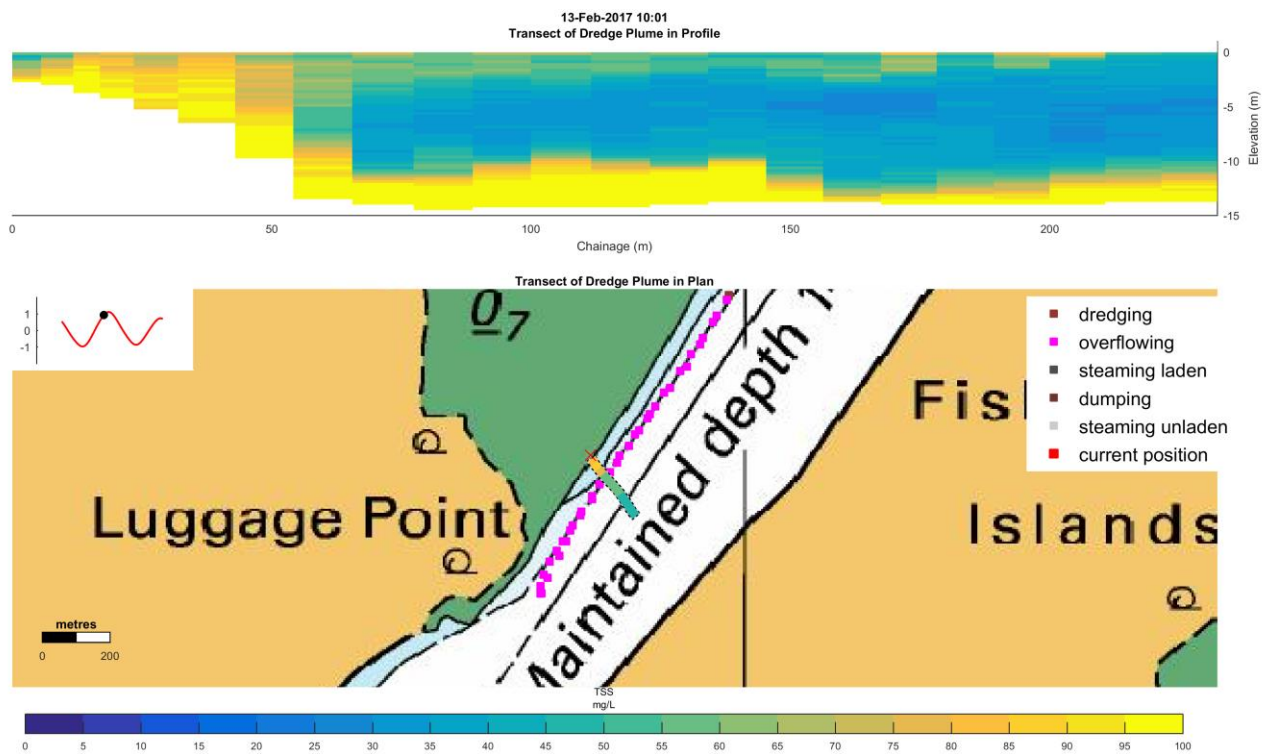 13-Feb-2017 10:01
Transect of Dredge Plume in Profile
0
-5
-10
-15
Elevation (m)
0 50 100 150 200
Chainage (m)
Transect of Dredge Plume in Plan
1
0
-1
0₇
Maintained depth 1
Luggage Point
Fis
Islands
dredging
overflowing
steaming laden
dumping
steaming unladen
current position
metres
0 200
TSS
mg/L
0 5 10 15 20 25 30 35 40 45 50 55 60 65 70 75 80 85 90 95 100